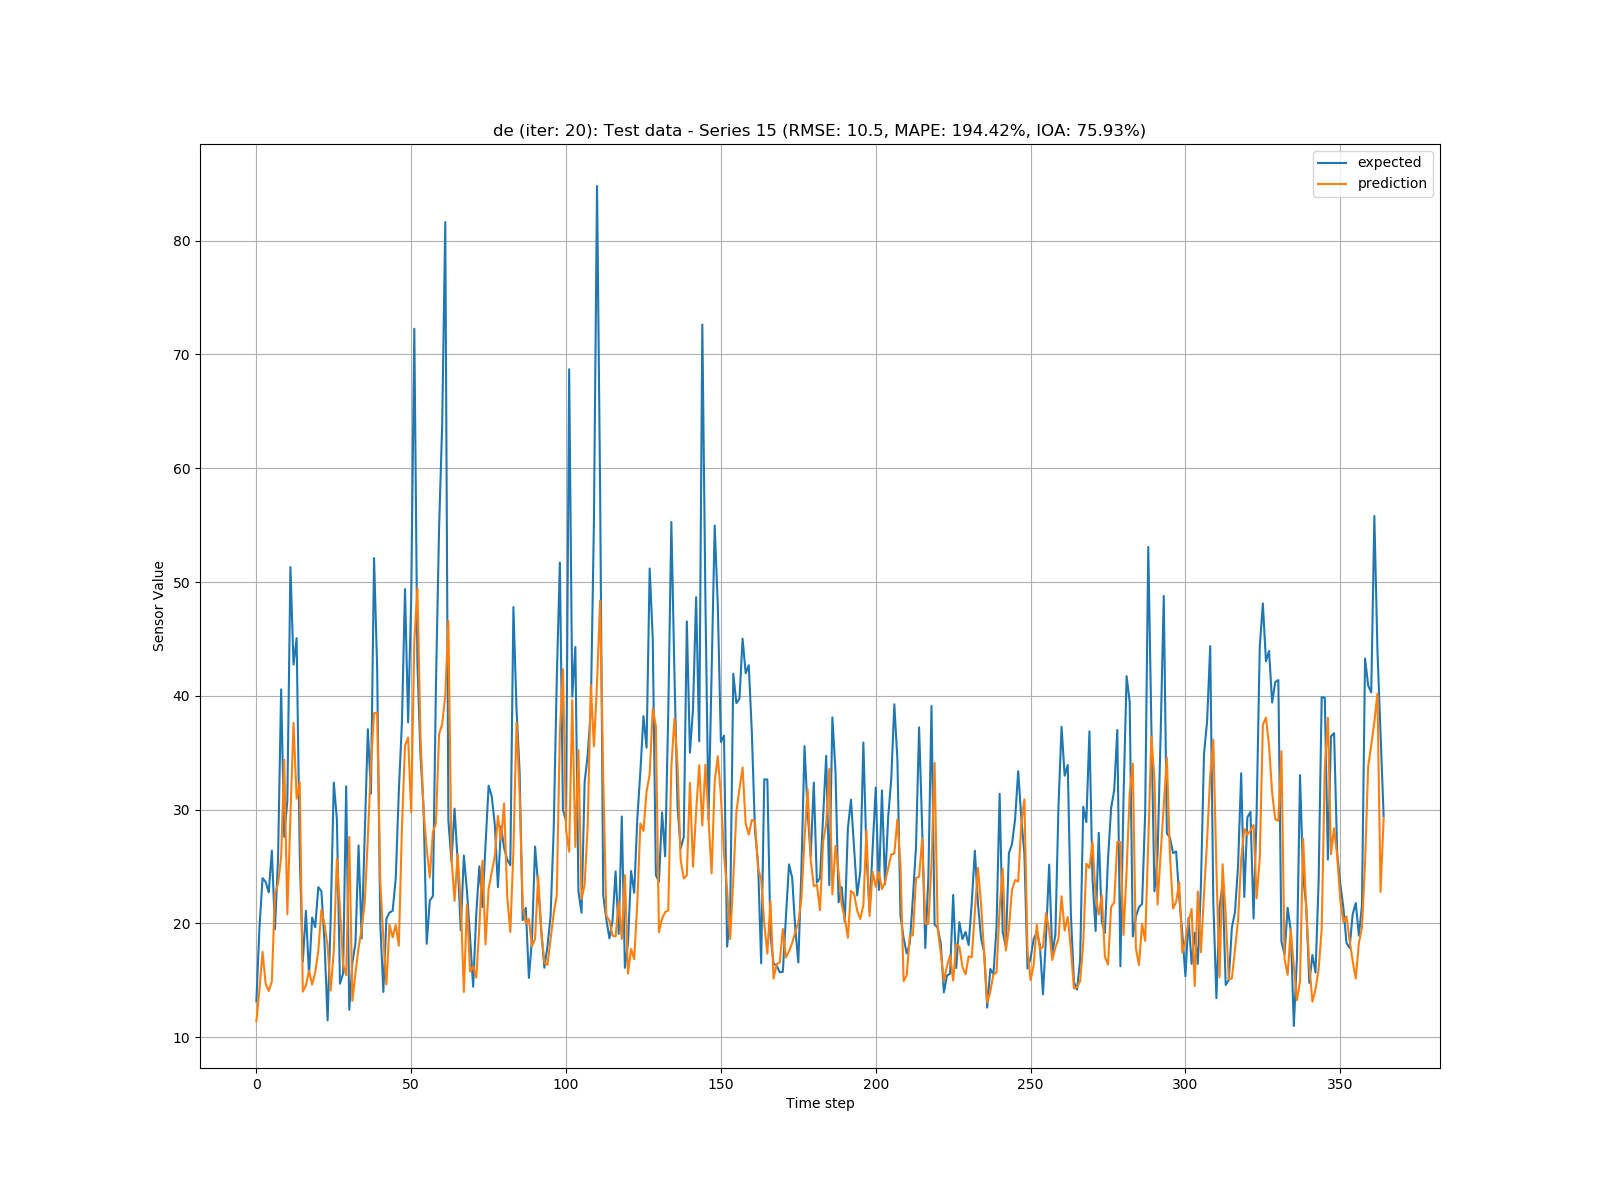 de (iter: 20): Test data - Series 15 (RMSE: 10.5, MAPE: 194.42%, IOA: 75.93%)
expected
prediction
80
70
60
50
40
30
20
10
Sensor Value
0 50 100 150 200 250 300 350
Time step